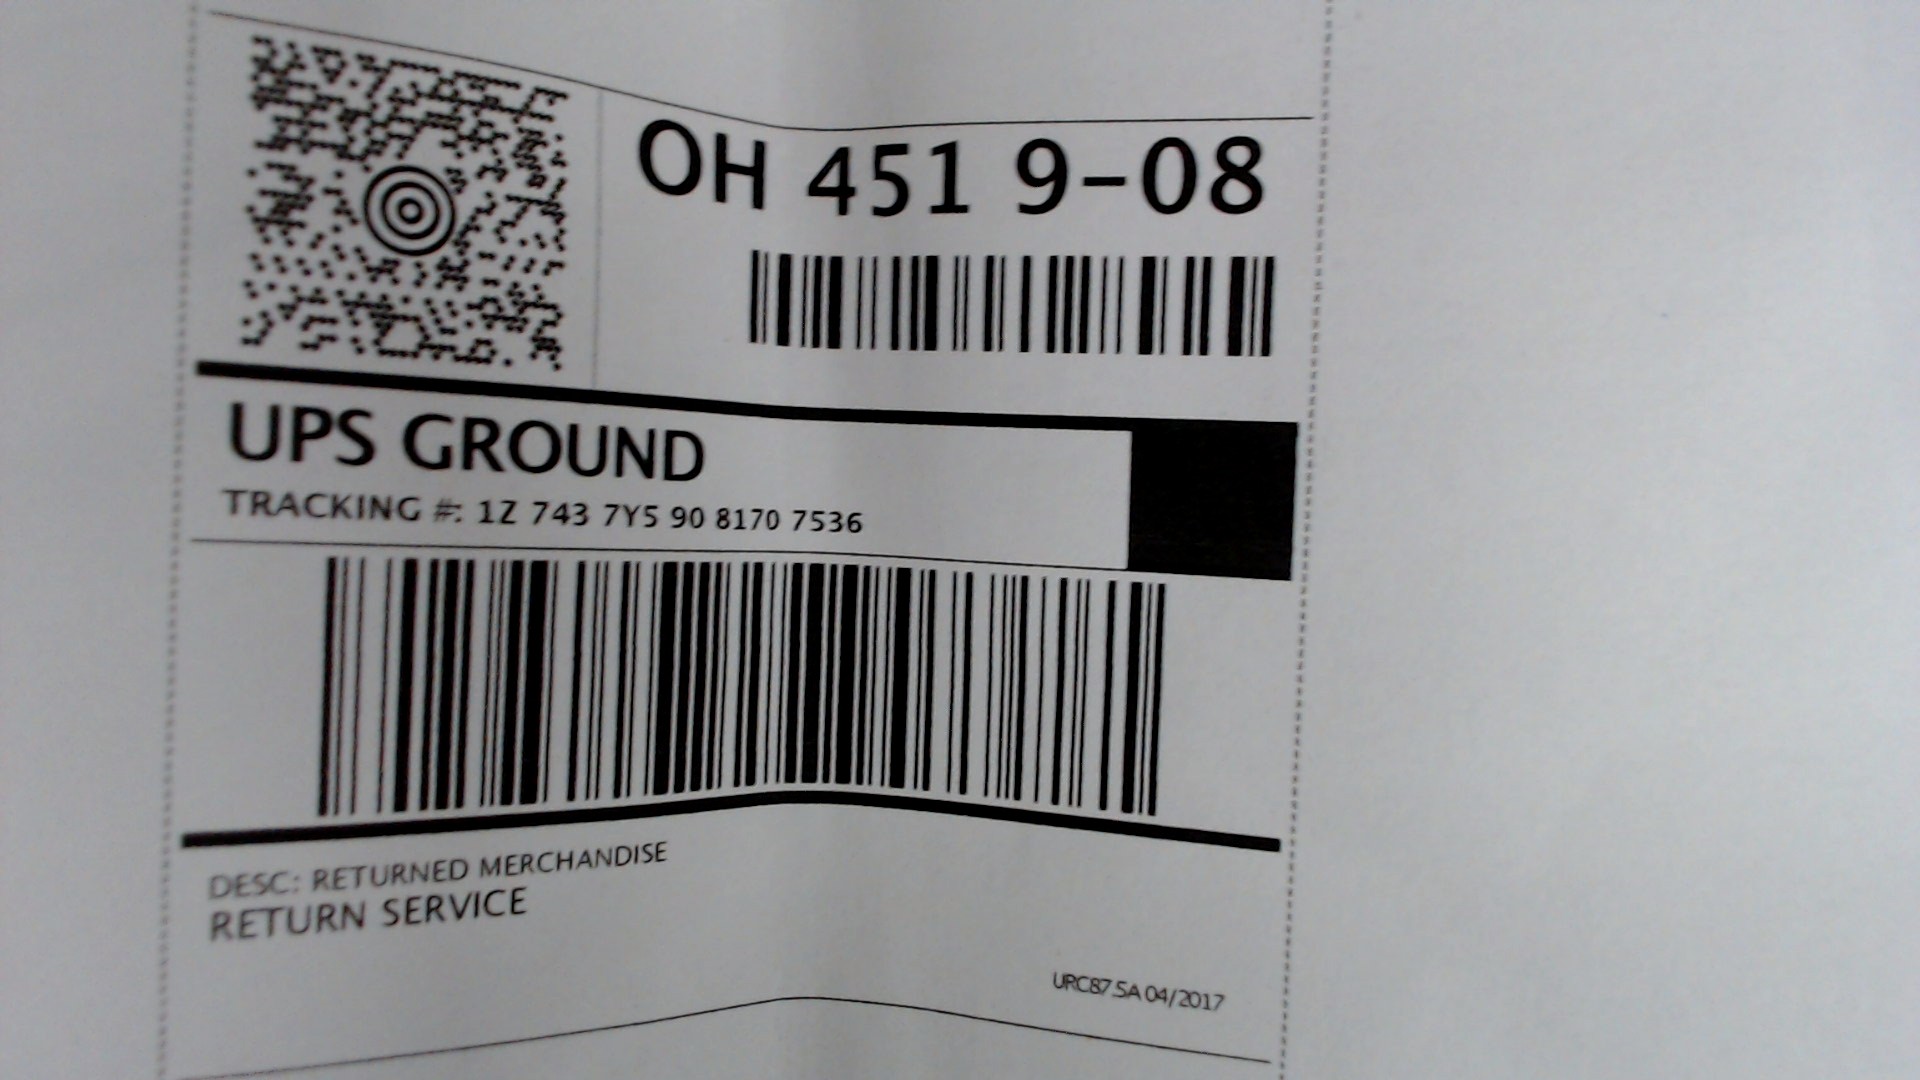 OH 451 9-08
UPS GROUND
TRACKING #: 1Z 743 7Y5 90 8170 7536
DESC: RETURNED MERCHANDISE
RETURN SERVICE
URC87.5A 04/2017